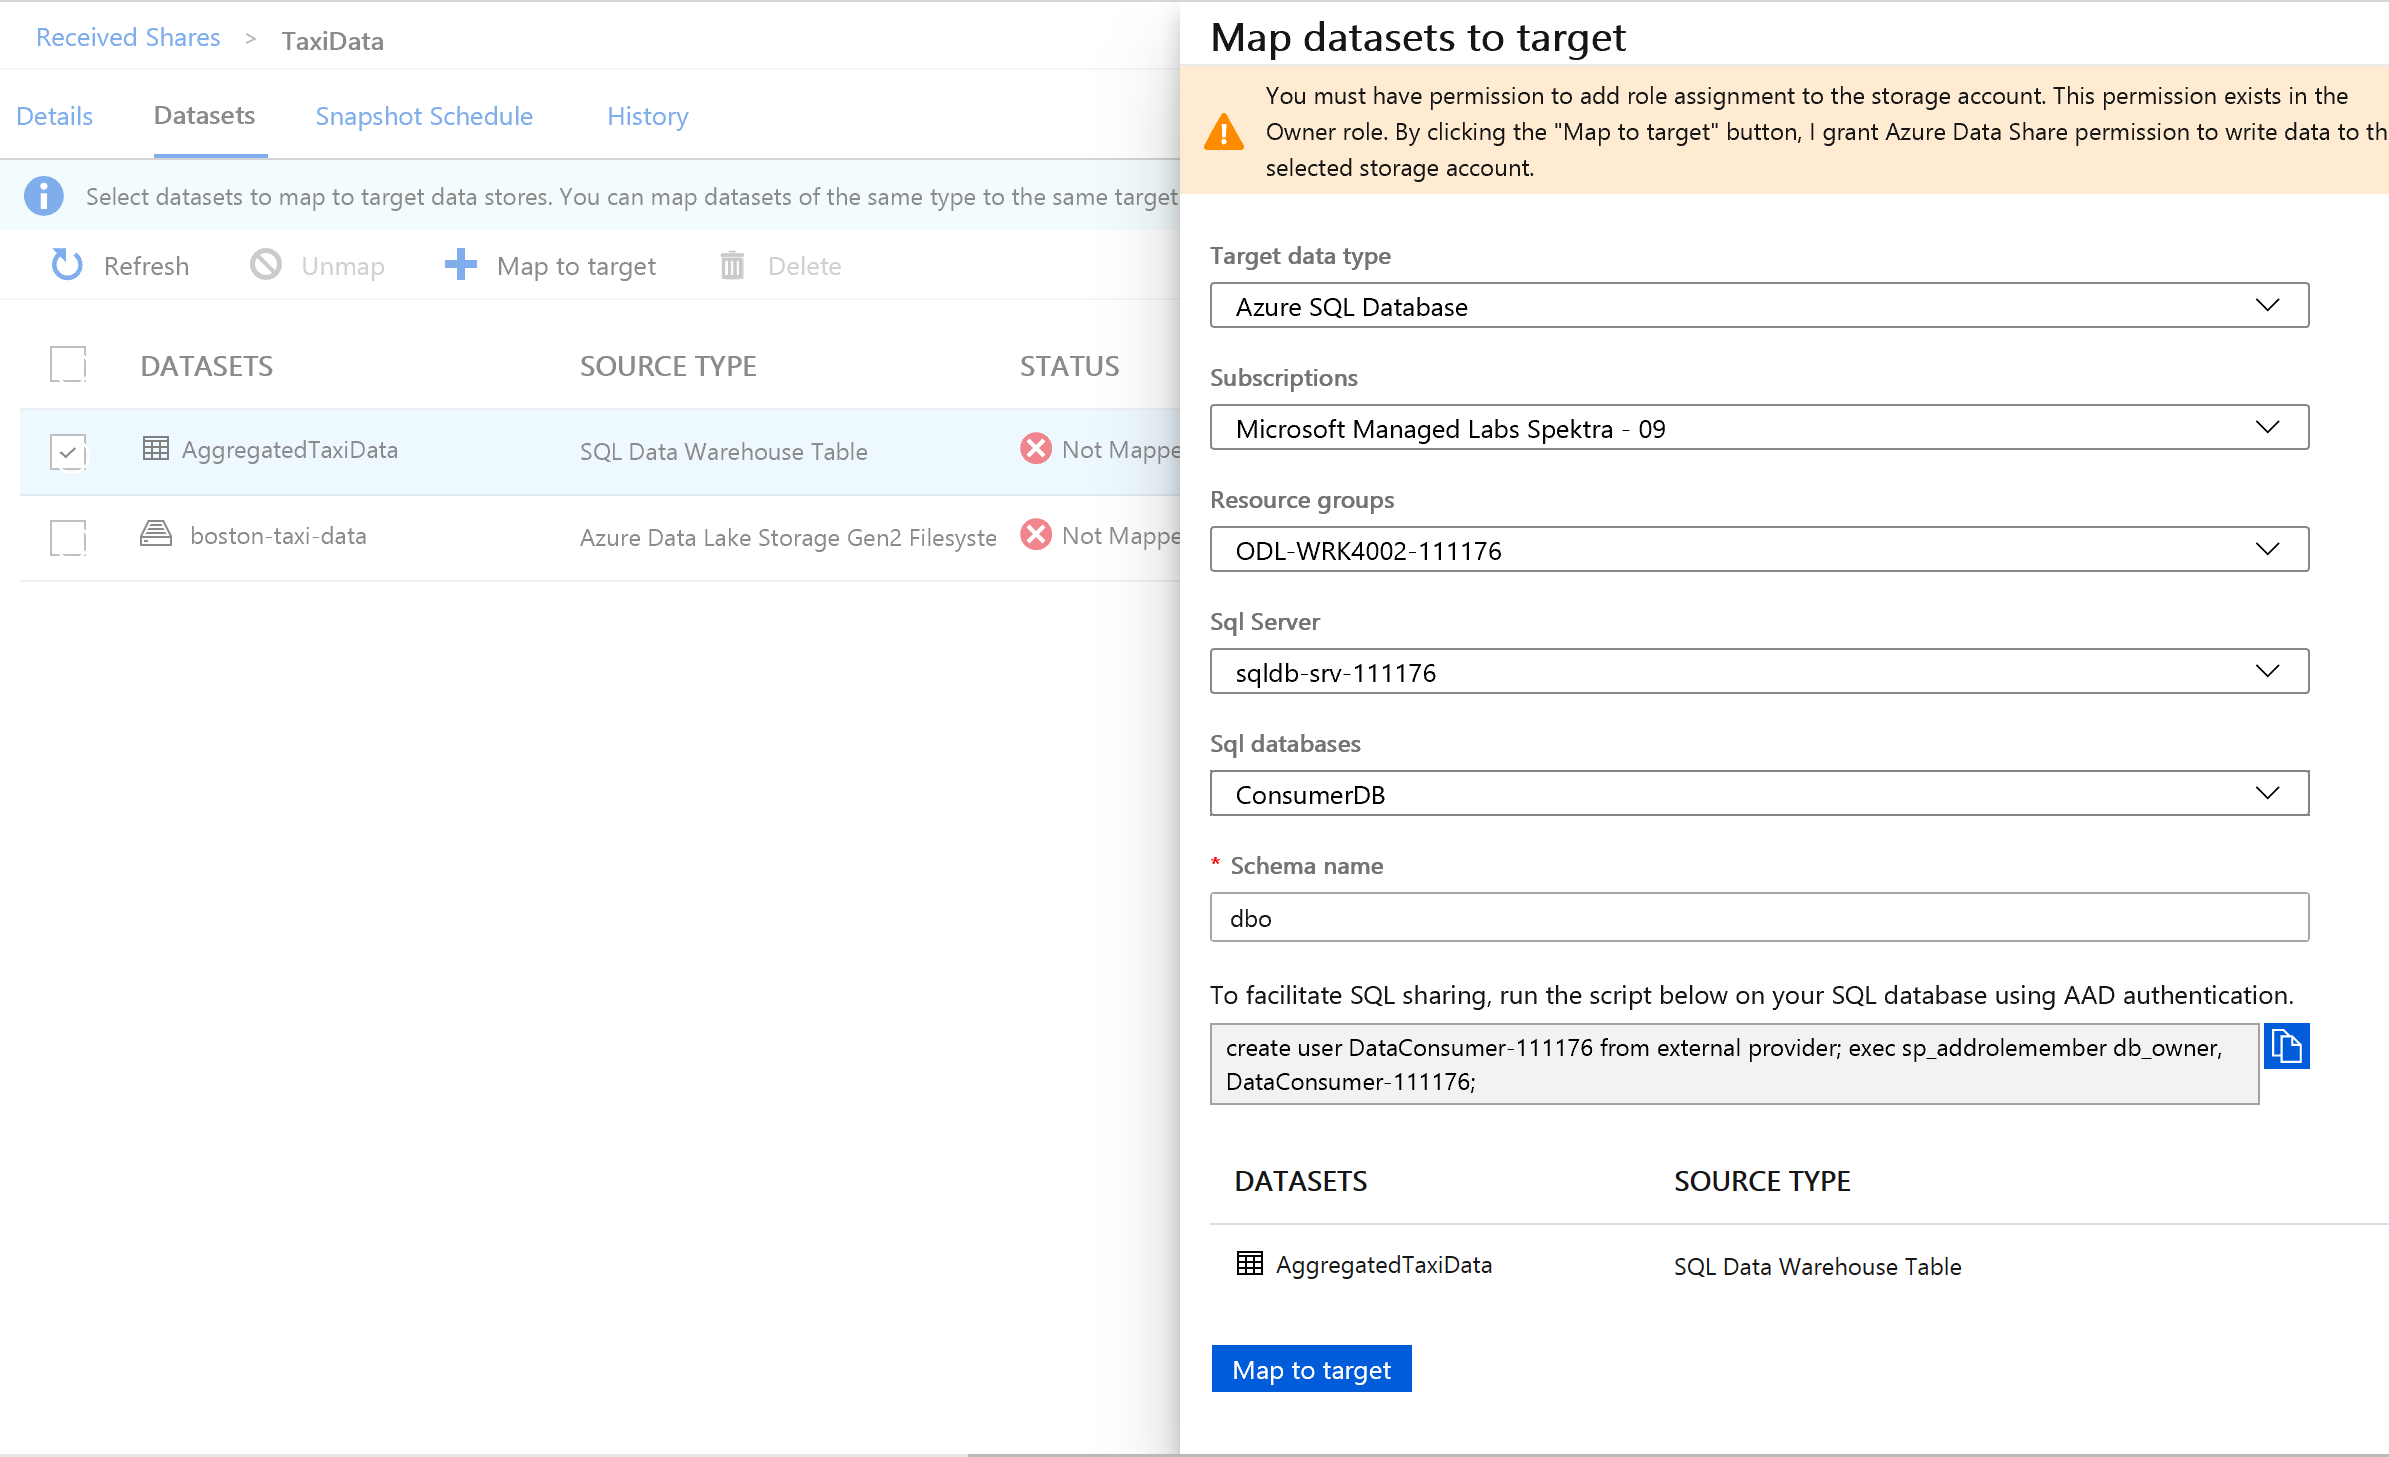 Received Shares > TaxiData
Details Datasets Snapshot Schedule History
Select datasets to map to target data stores. You can map datasets of the same type to the same target
Refresh Unmap Map to target Delete
DATASETS SOURCE TYPE STATUS
AggregatedTaxiData SQL Data Warehouse Table Not Mappe
boston-taxi-data Azure Data Lake Storage Gen2 Filesyste Not Mappe
Map datasets to target
You must have permission to add role assignment to the storage account. This permission exists in the
Owner role. By clicking the "Map to target" button, I grant Azure Data Share permission to write data to th
selected storage account.
Target data type
Azure SQL Database
Subscriptions
Microsoft Managed Labs Spektra - 09
Resource groups
ODL-WRK4002-111176
Sql Server
sqldb-srv-111176
Sql databases
ConsumerDB
* Schema name
dbo
To facilitate SQL sharing, run the script below on your SQL database using AAD authentication.
create user DataConsumer-111176 from external provider; exec sp_addrolemember db_owner,
DataConsumer-111176;
DATASETS SOURCE TYPE
AggregatedTaxiData SQL Data Warehouse Table
Map to target